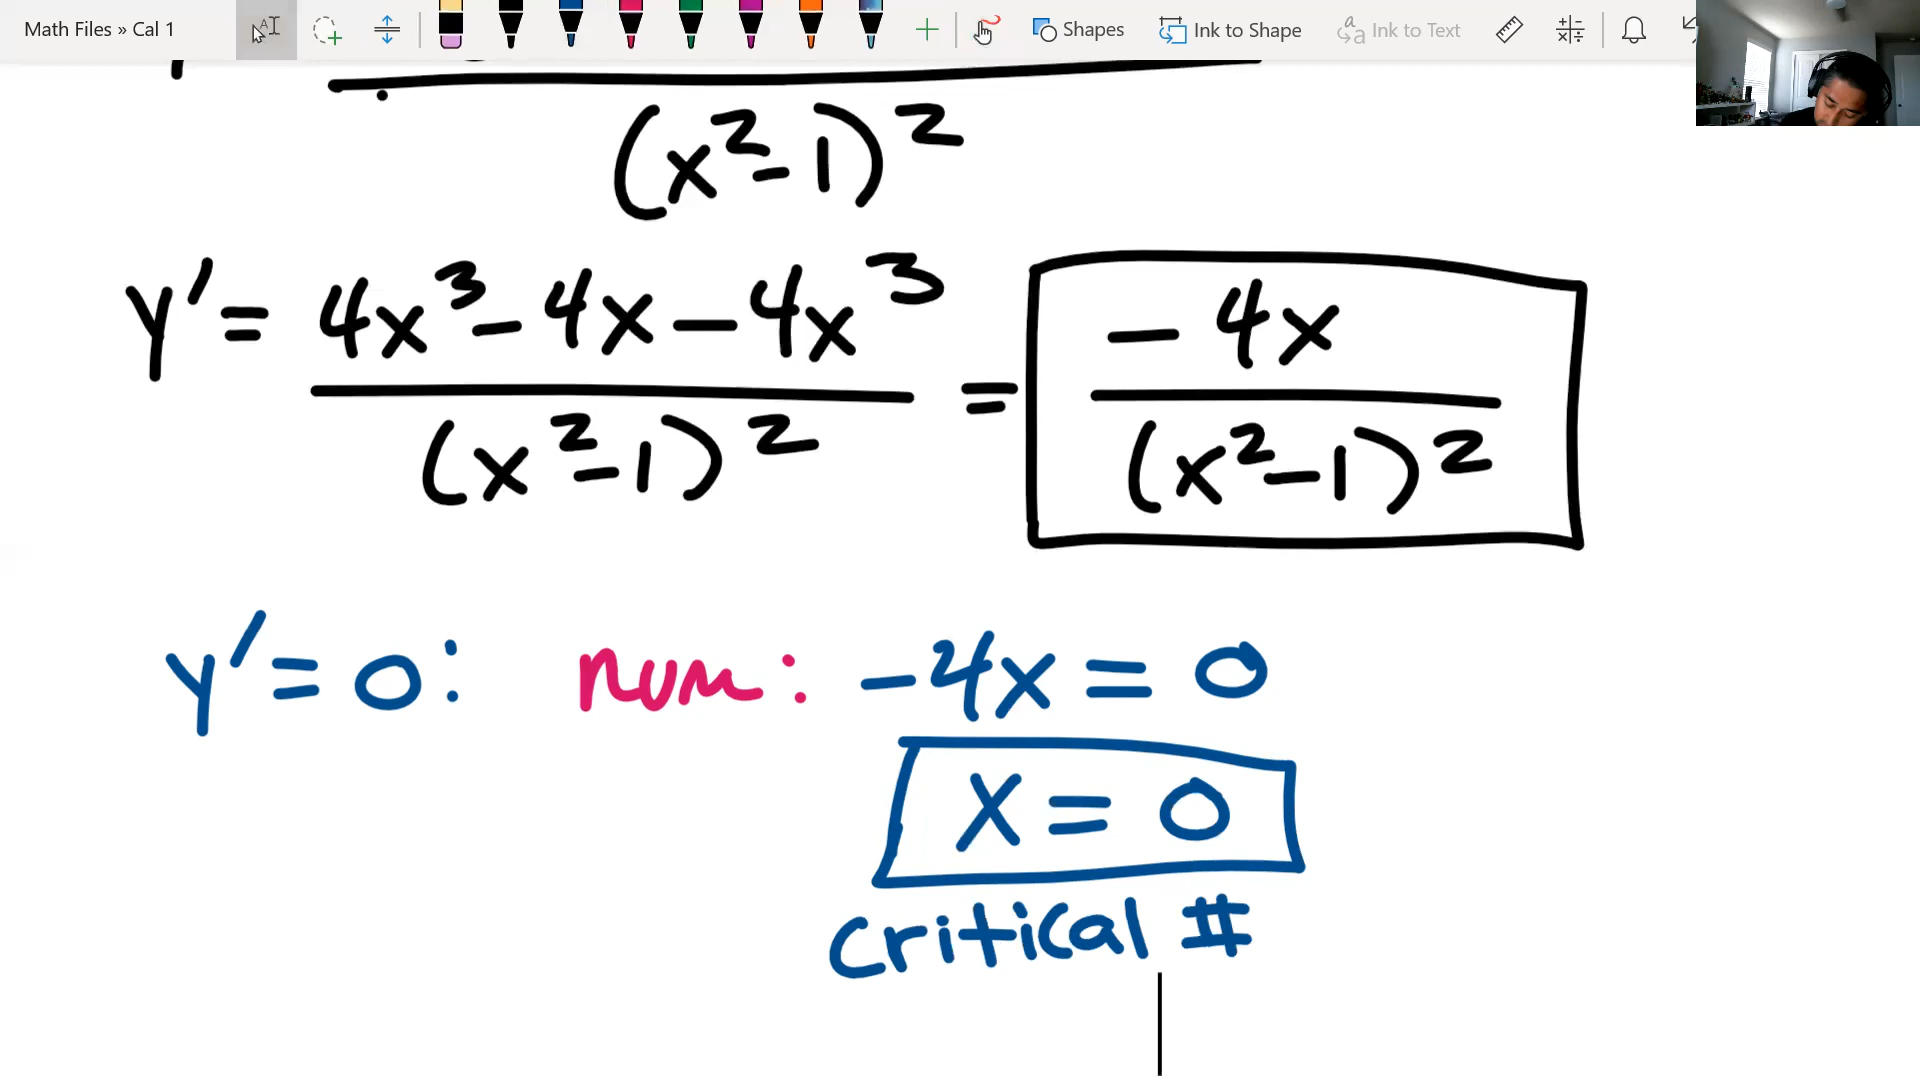 Math Files » Cal 1 Shapes Ink to Shape Ink to Text
(x² - 1)²
y' = 4x³ - 4x - 4x³ / (x² - 1)² = -4x / (x² - 1)²
y' = 0: num: -4x = 0
x = 0
Critical #